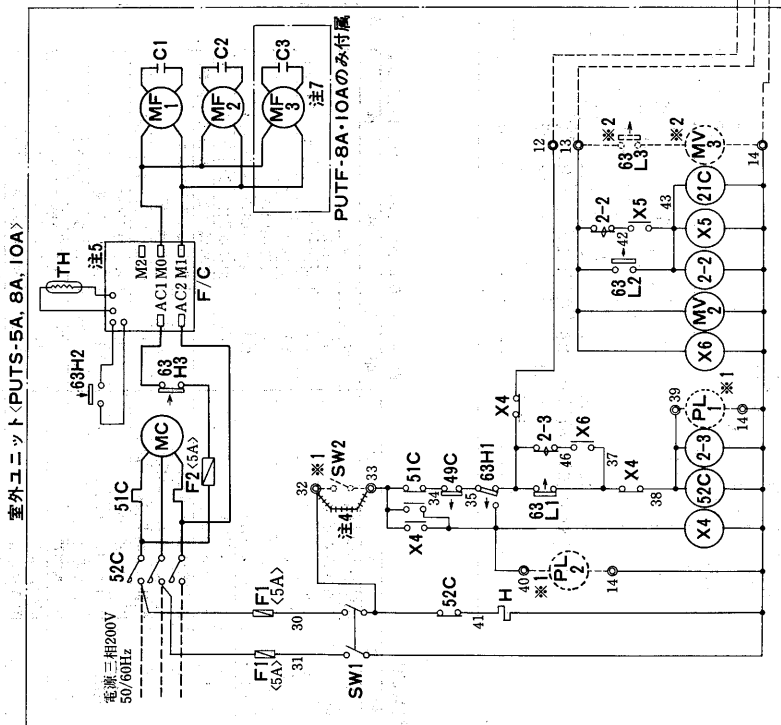 室外ユニット〈PUTS-5A, 8A, 10A〉
電源三相200V
50/60Hz
52C
51C
MC
F2〈5A〉
63H2
63
H3
TH
注5
M2
AC1 M0
AC2 M1
F/C
MF
1
C1
MF
2
C2
MF
3
C3
注7
PUTF-8A・10Aのみ付属
F1
〈5A〉
30
F1
〈5A〉
31
SW1
52C
41
H
32
※1
SW2
33
注4
51C
34
49C
35
63H1
X4
40
※1
PL
2
14
X4
X4
2-3
46
X6
37
63
L1
X4
38
39
※1
PL
1
14
2-3
52C
X4
12
13
※2
63
L3
※2
MV
3
14
2-2
42
X5
43
63
L2
21C
X5
2-2
MV
2
X6